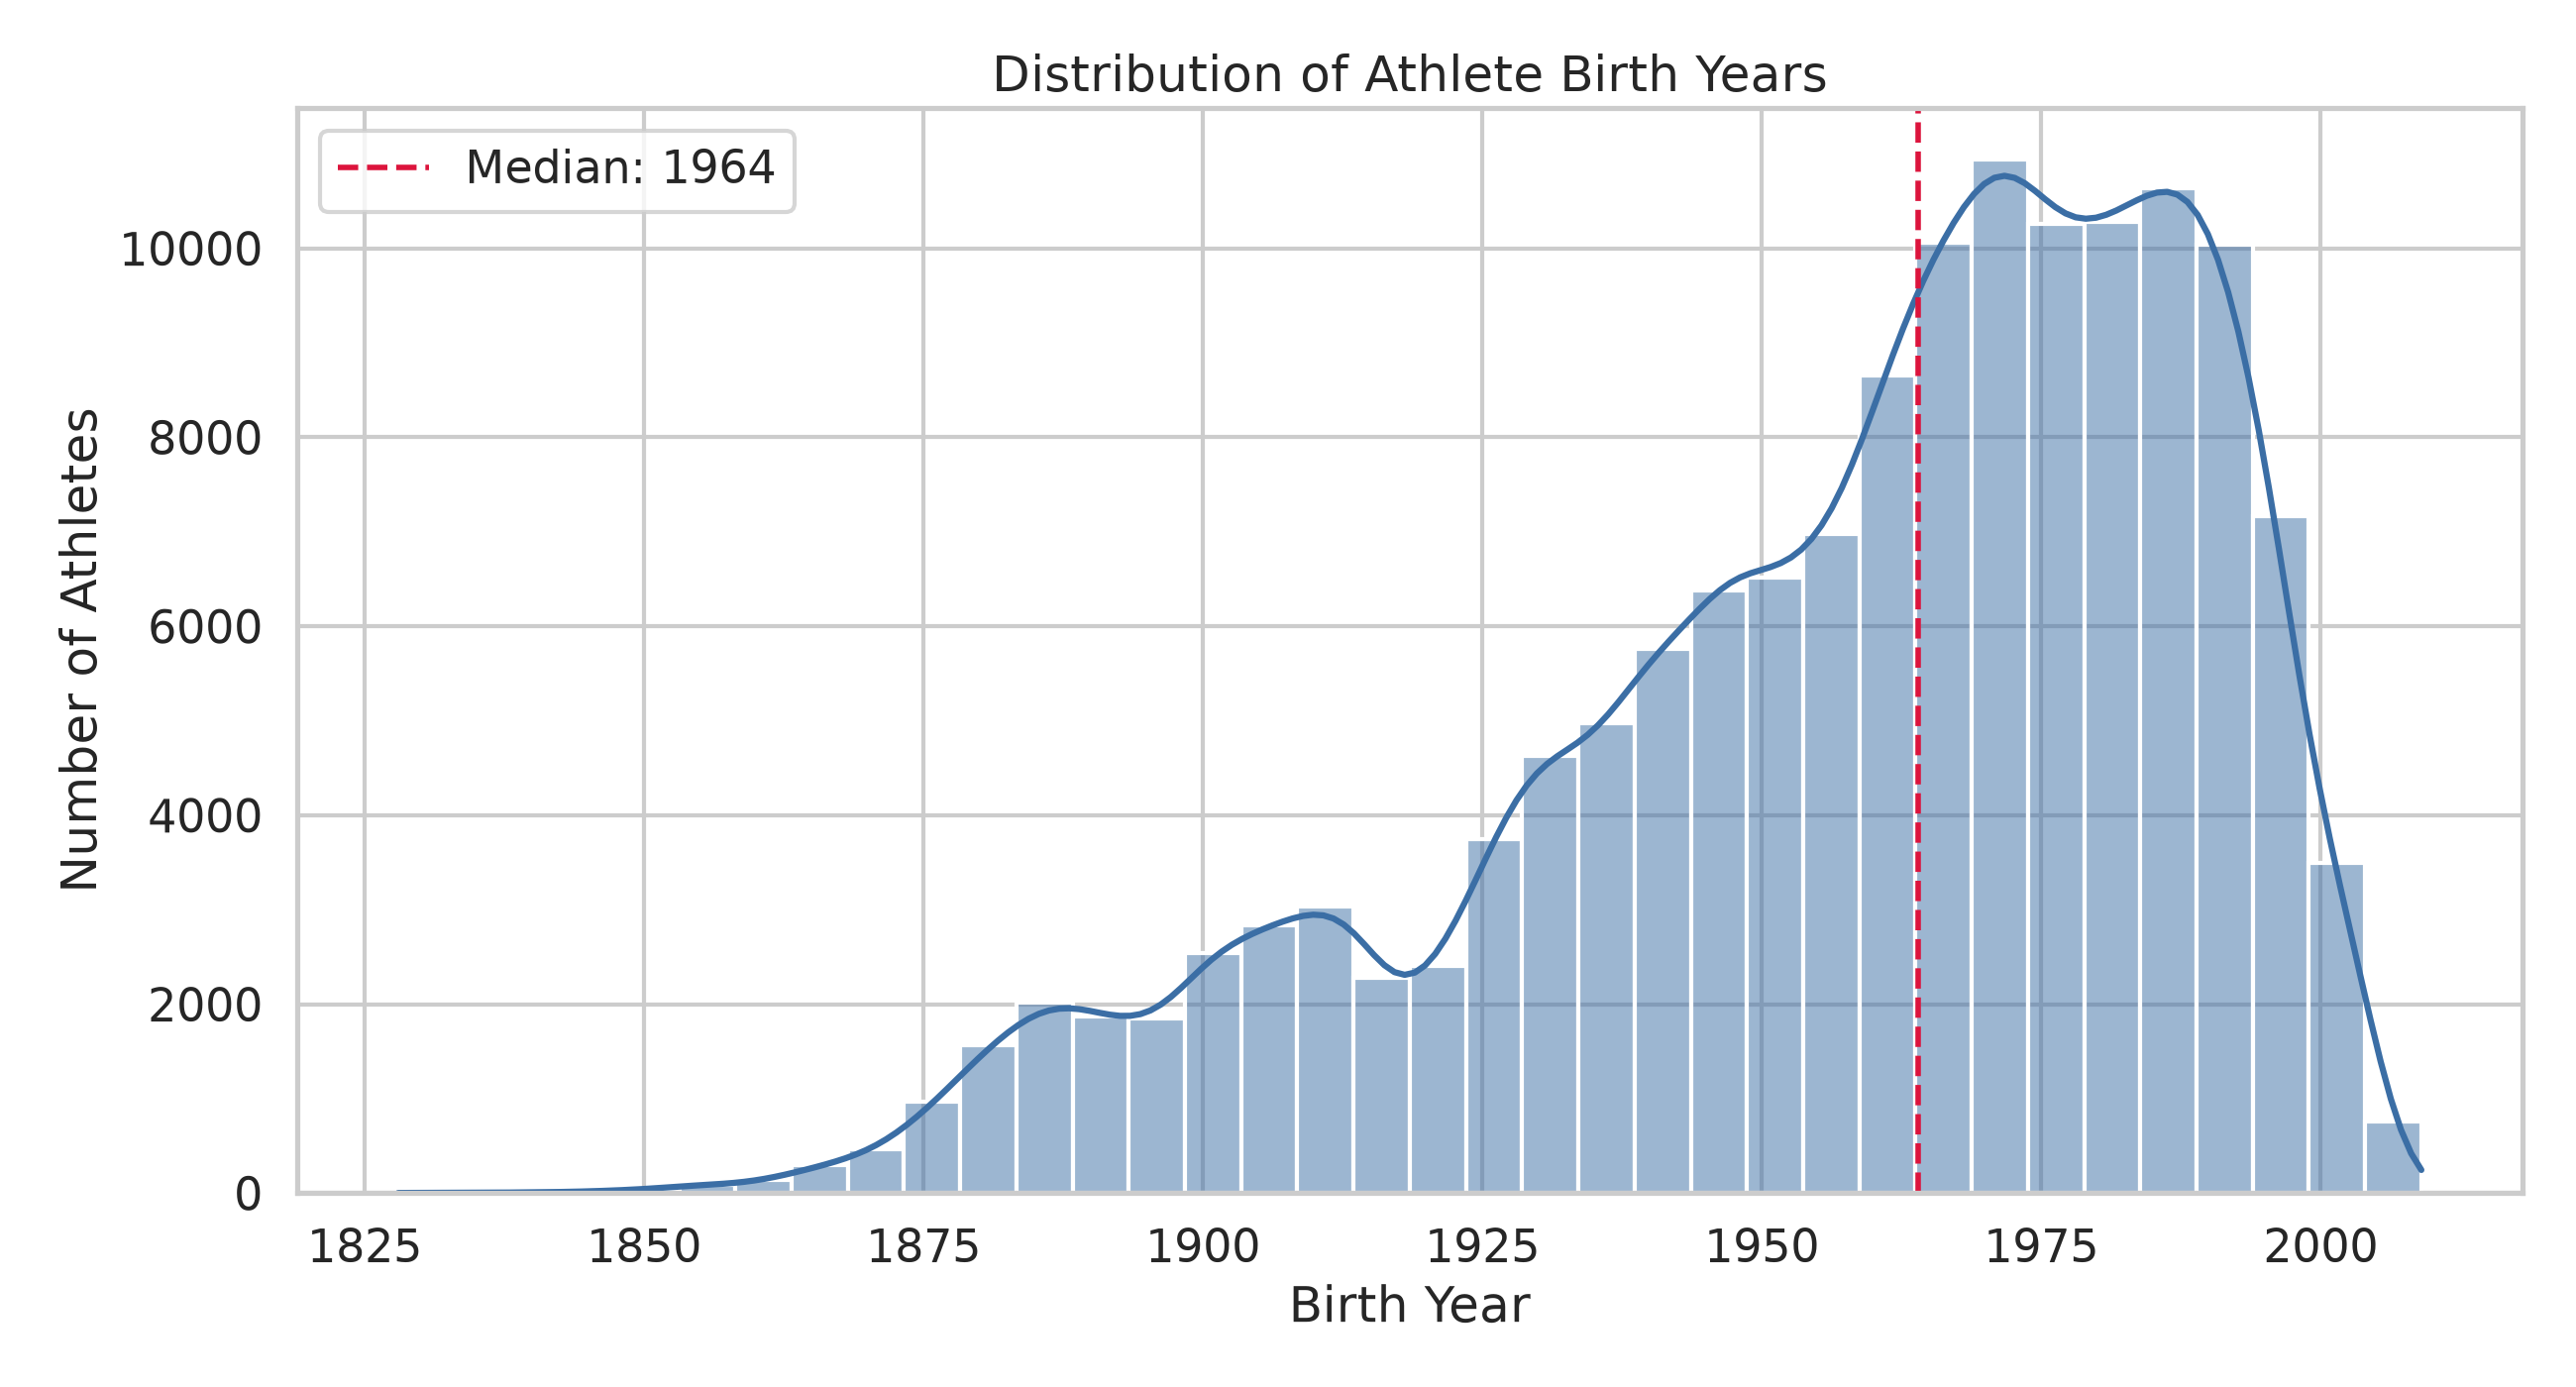 Distribution of Athlete Birth Years
Median: 1964
Number of Athletes
10000
8000
6000
4000
2000
0
1825 1850 1875 1900 1925 1950 1975 2000
Birth Year